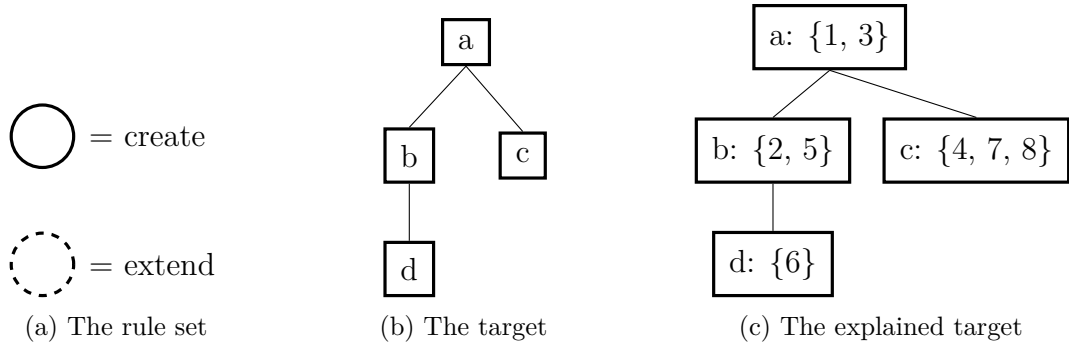 = create
= extend
(a) The rule set
a
b
c
d
(b) The target
a: {1, 3}
b: {2, 5}
c: {4, 7, 8}
d: {6}
(c) The explained target